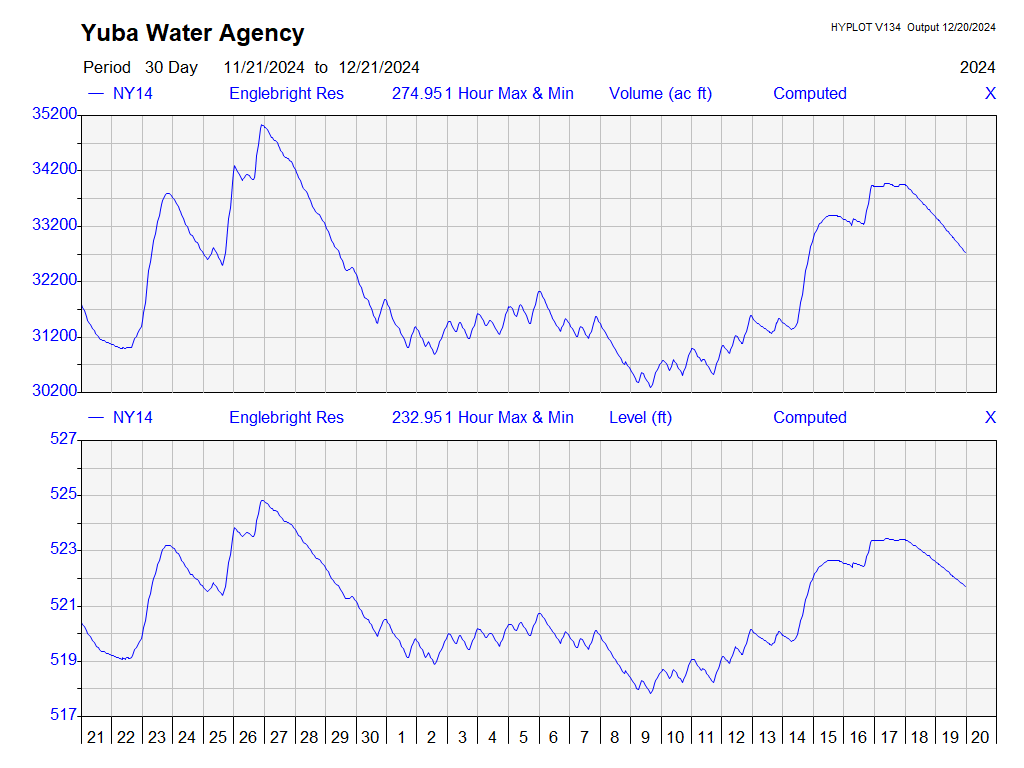 Yuba Water Agency
HYPLOT V134 Output 12/20/2024
Period 30 Day 11/21/2024 to 12/21/2024 2024
NY14 Englebright Res 274.951 Hour Max & Min Volume (ac ft) Computed X
35200
34200
33200
32200
31200
30200
NY14 Englebright Res 232.951 Hour Max & Min Level (ft) Computed X
527
525
523
521
519
517
21 22 23 24 25 26 27 28 29 30 1 2 3 4 5 6 7 8 9 10 11 12 13 14 15 16 17 18 19 20